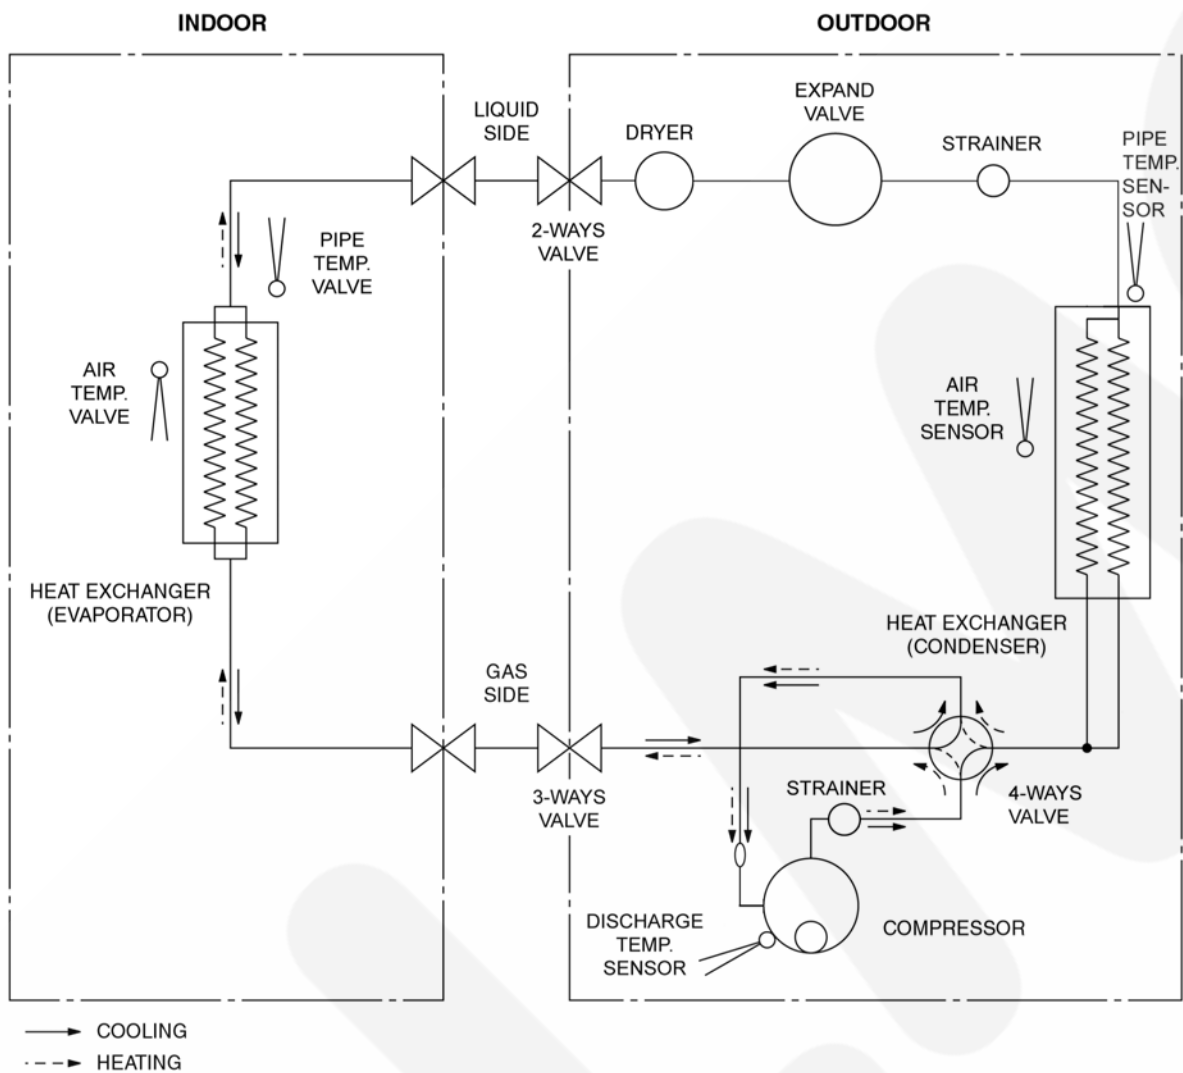 INDOOR
OUTDOOR
LIQUID
SIDE
DRYER
EXPAND
VALVE
STRAINER
PIPE
TEMP.
SEN-
SOR
2-WAYS
VALVE
PIPE
TEMP.
VALVE
AIR
TEMP.
VALVE
AIR
TEMP.
SENSOR
HEAT EXCHANGER
(EVAPORATOR)
HEAT EXCHANGER
(CONDENSER)
GAS
SIDE
3-WAYS
VALVE
STRAINER
4-WAYS
VALVE
DISCHARGE
TEMP.
SENSOR
COMPRESSOR
COOLING
HEATING